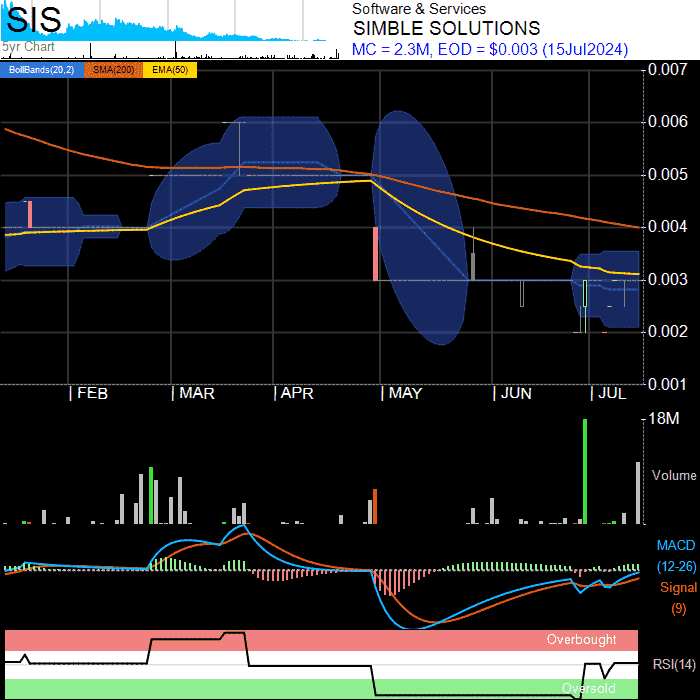 SIS
5yr Chart
Software & Services
SIMBLE SOLUTIONS
MC = 2.3M, EOD = $0.003 (15Jul2024)
BollBands(20,2) SMA(200) EMA(50)
0.007
0.006
0.005
0.004
0.003
0.002
0.001
FEB MAR APR MAY JUN JUL
18M
Volume
MACD
(12-26)
Signal
(9)
Overbought
RSI(14)
Oversold